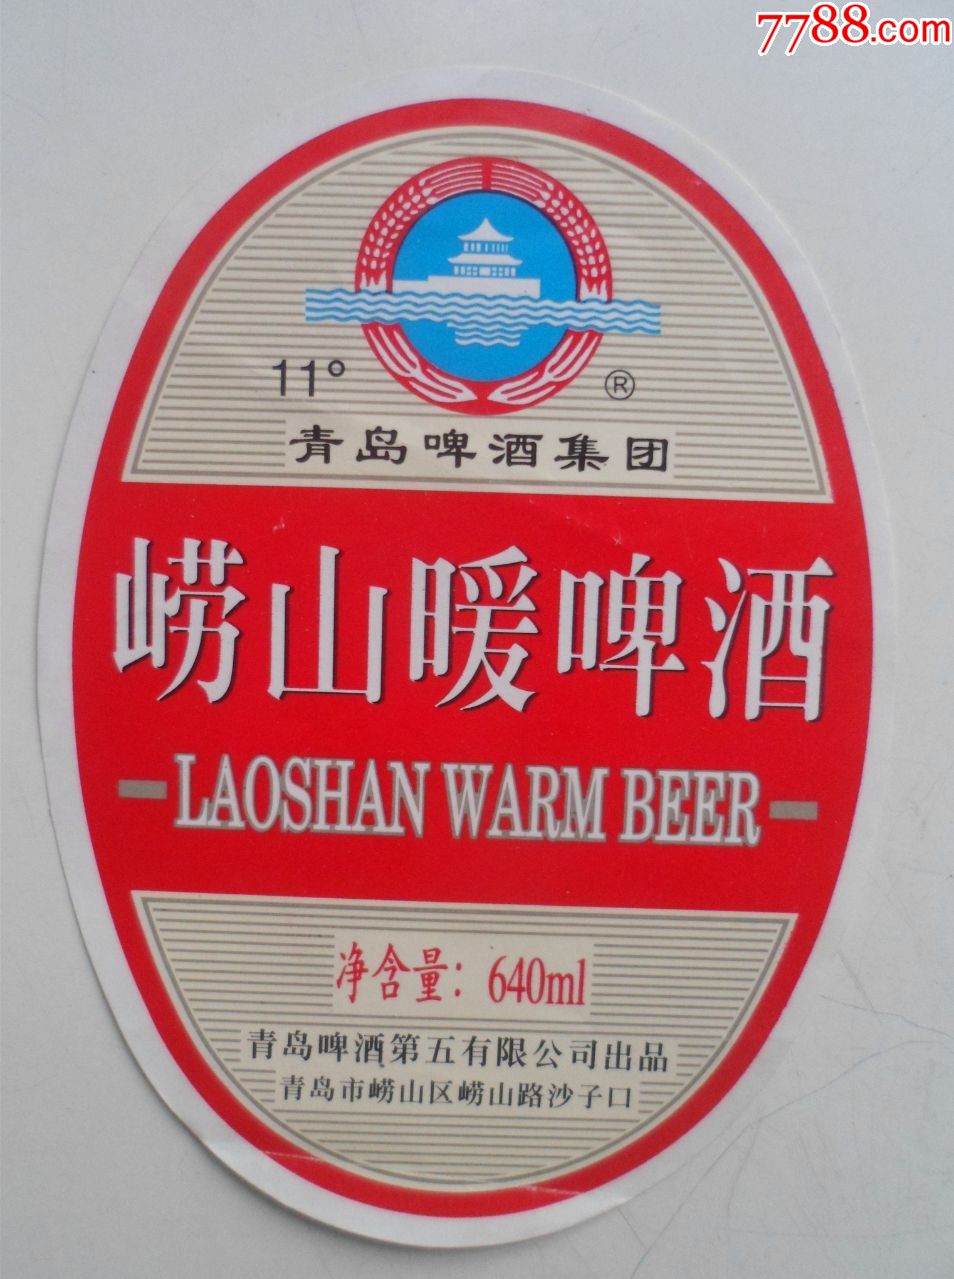 7788.com
11° ®
青岛啤酒集团
崂山暖啤酒
LAOSHAN WARM BEER
净含量：640ml
青岛啤酒第五有限公司出品
青岛市崂山区崂山路沙子口